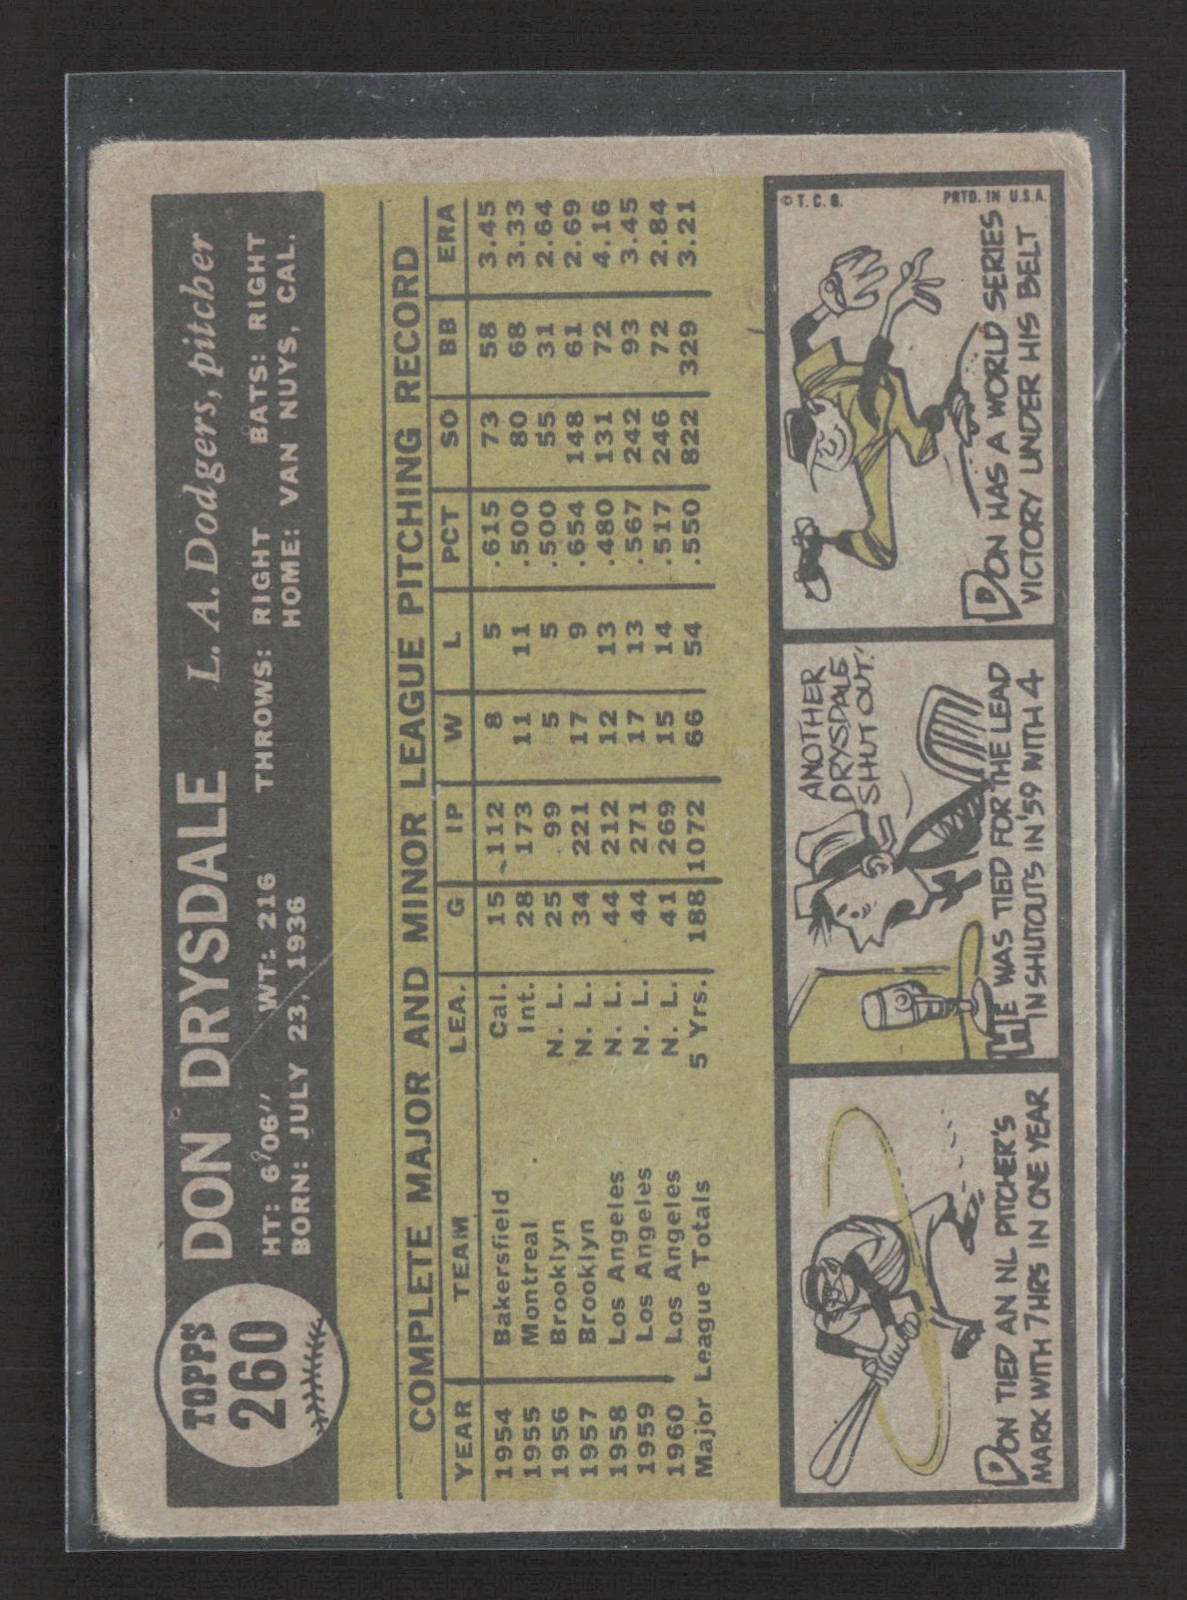 TOPPS
260
DON DRYSDALE L. A. Dodgers, pitcher
HT: 6'06" WT: 216 THROWS: RIGHT BATS: RIGHT
BORN: JULY 23, 1936 HOME: VAN NUYS, CAL.
COMPLETE MAJOR AND MINOR LEAGUE PITCHING RECORD
YEAR TEAM LEA. G IP W L PCT SO BB ERA
1954 Bakersfield Cal. 15 112 8 5 .615 73 58 3.45
1955 Montreal Int. 28 173 11 11 .500 80 68 3.33
1956 Brooklyn N. L. 25 99 5 5 .500 55 31 2.64
1957 Brooklyn N. L. 34 221 17 9 .654 148 61 2.69
1958 Los Angeles N. L. 44 212 12 13 .480 131 72 4.16
1959 Los Angeles N. L. 44 271 17 13 .567 242 93 3.45
1960 Los Angeles N. L. 41 269 15 14 .517 246 72 2.84
Major League Totals 5 Yrs. 188 1072 66 54 .550 822 329 3.21
DON TIED AN NL PITCHER'S
MARK WITH 7 HRS IN ONE YEAR
ANOTHER
DRYSDALE
SHUT OUT!
HE WAS TIED FOR THE LEAD
IN SHUTOUTS IN '59 WITH 4
© T. C. G. PRTD. IN U.S.A.
DON HAS A WORLD SERIES
VICTORY UNDER HIS BELT